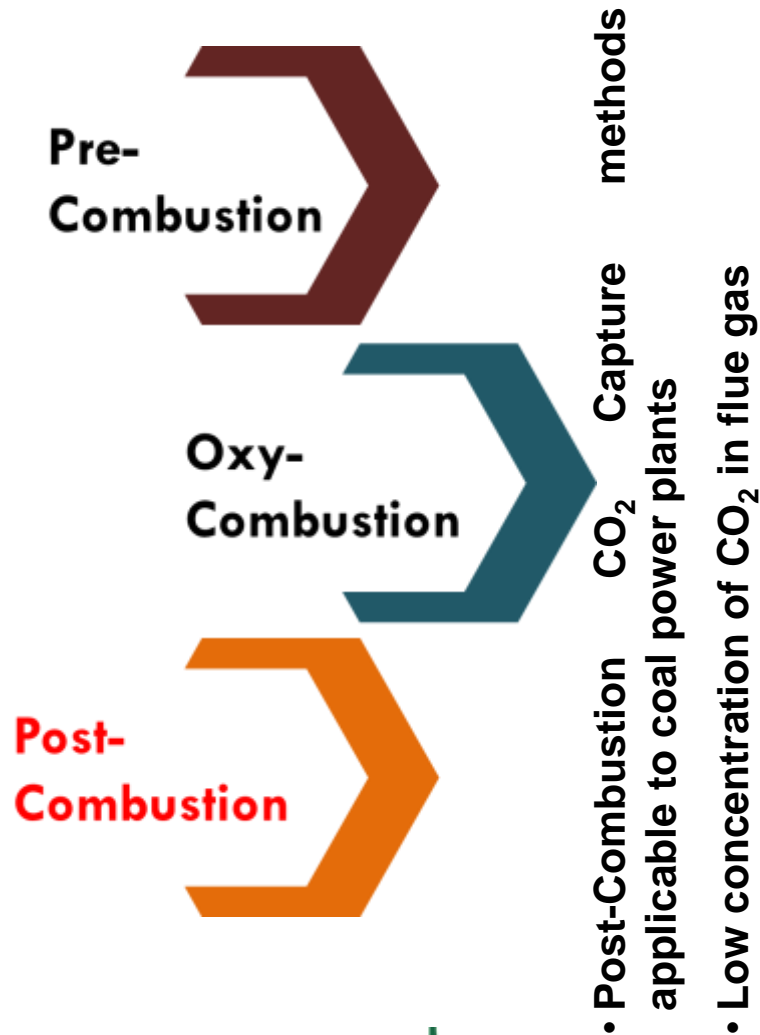 Pre-
Combustion
Oxy-
Combustion
Post-
Combustion
• Post-Combustion CO₂ Capture methods
applicable to coal power plants
• Low concentration of CO₂ in flue gas